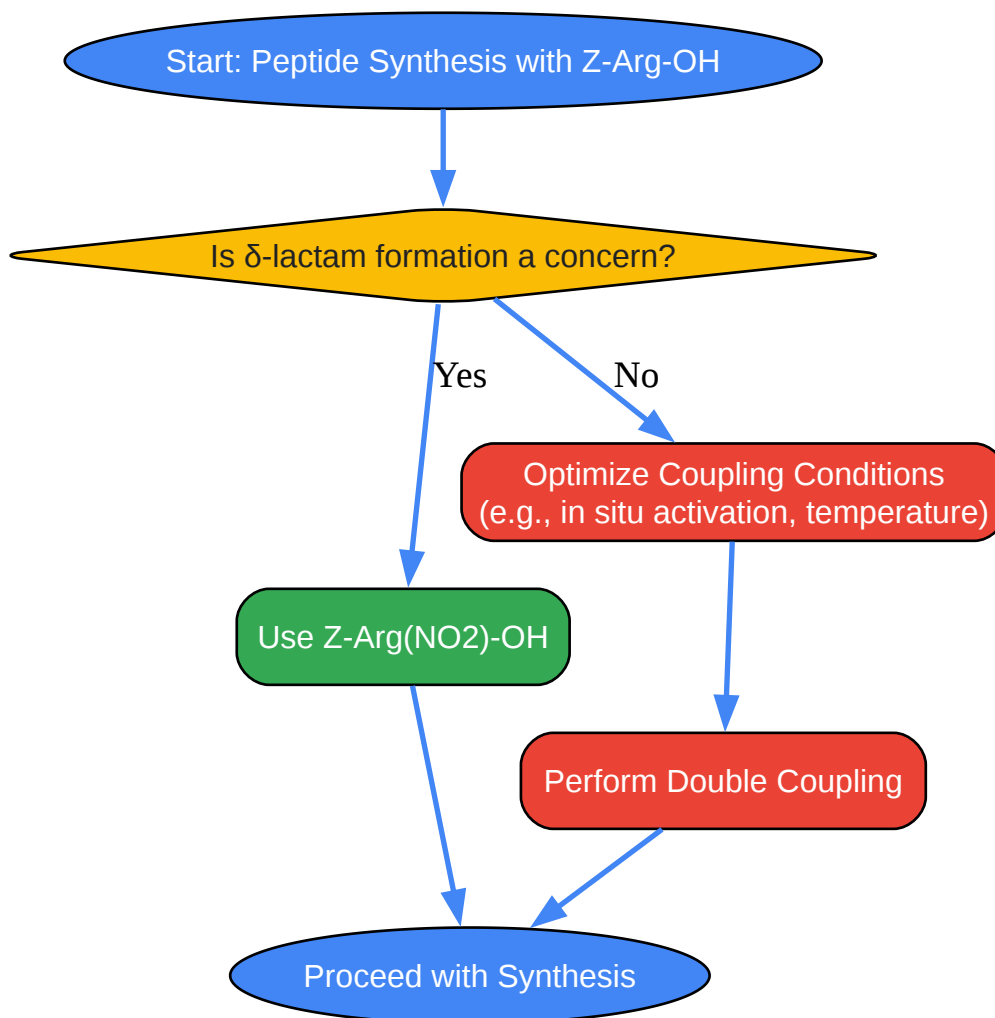 Start: Peptide Synthesis with Z-Arg-OH
Is δ-lactam formation a concern?
Yes
No
Optimize Coupling Conditions
(e.g., in situ activation, temperature)
Use Z-Arg(NO2)-OH
Perform Double Coupling
Proceed with Synthesis